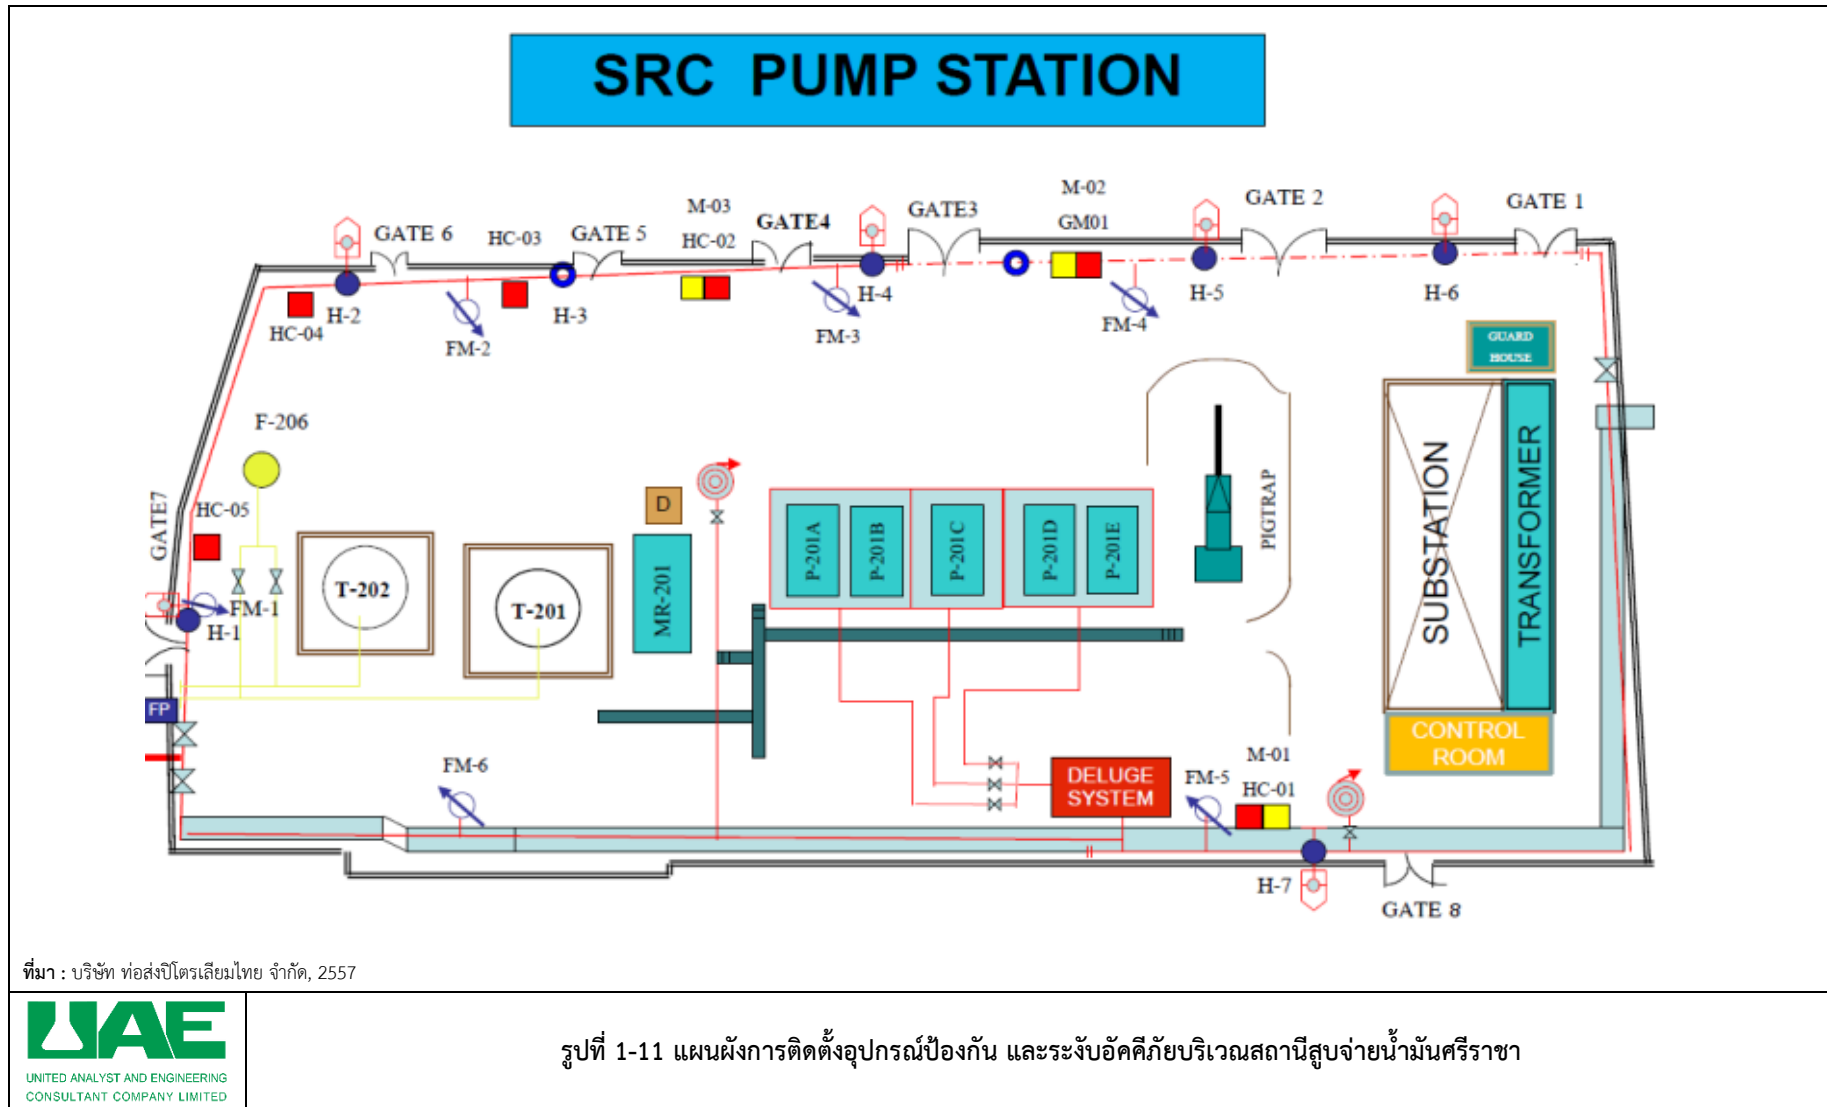 SRC PUMP STATION
M-02
GM01
GATE 2
GATE 1
M-03
HC-02
GATE4
GATE3
GATE 6
HC-03
GATE 5
HC-04
H-2
FM-2
H-3
FM-3
H-4
FM-4
H-5
H-6
GUARD
HOUSE
F-206
HC-05
GATE7
D
T-202
T-201
MR-201
P-201A
P-201B
P-201C
P-201D
P-201E
PIGTRAP
SUBSTATION
TRANSFORMER
FM-1
H-1
FP
CONTROL
ROOM
FM-6
DELUGE
SYSTEM
FM-5
M-01
HC-01
H-7
GATE 8
ที่มา : บริษัท ท่อส่งปิโตรเลียมไทย จำกัด, 2557
UAE
UNITED ANALYST AND ENGINEERING
CONSULTANT COMPANY LIMITED
รูปที่ 1-11 แผนผังการติดตั้งอุปกรณ์ป้องกัน และระงับอัคคีภัยบริเวณสถานีสูบจ่ายน้ำมันศรีราชา